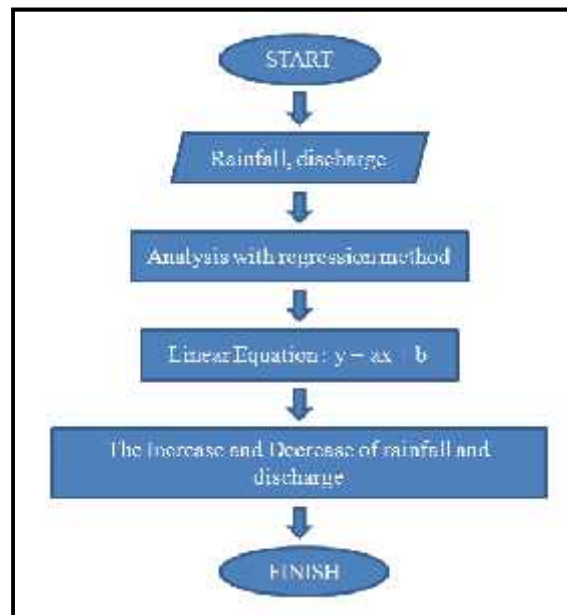 START
Rainfall, discharge
Analysis with regression method
Linear Equation : y = ax + b
The Increase and Decrease of rainfall and
discharge
FINISH